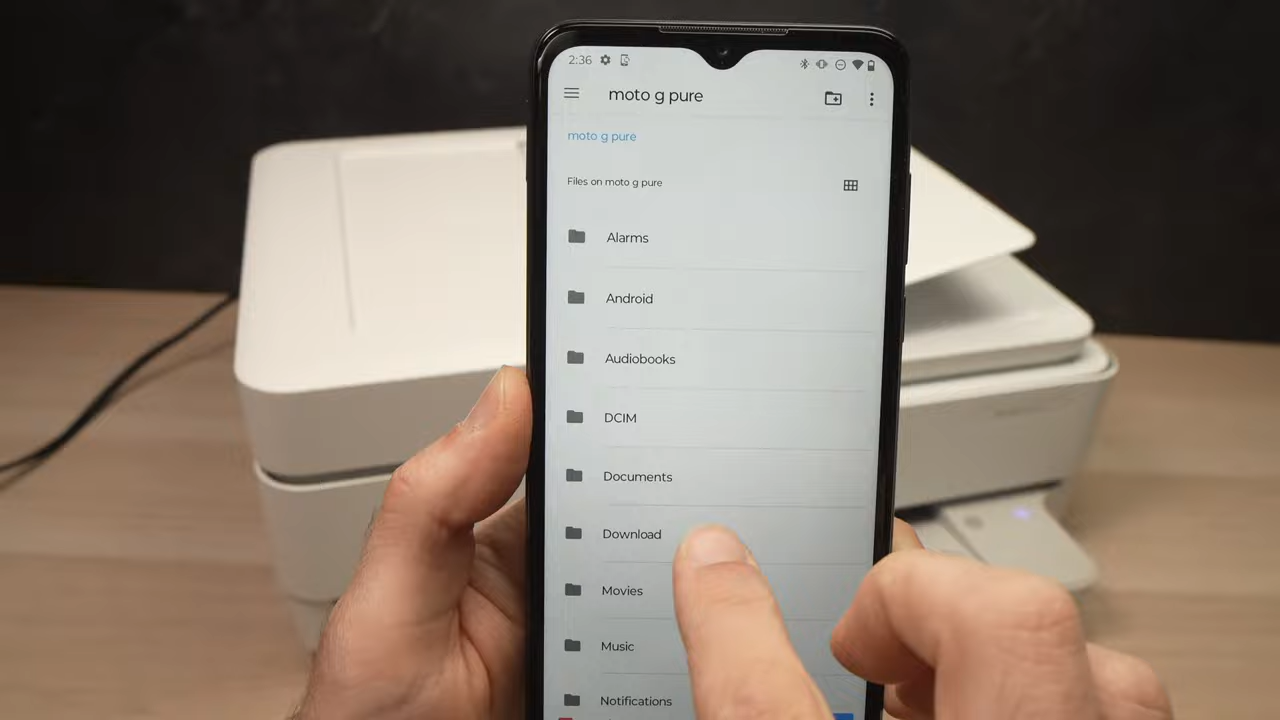 2:36
moto g pure
moto g pure
Files on moto g pure
Alarms
Android
Audiobooks
DCIM
Documents
Download
Movies
Music
Notifications